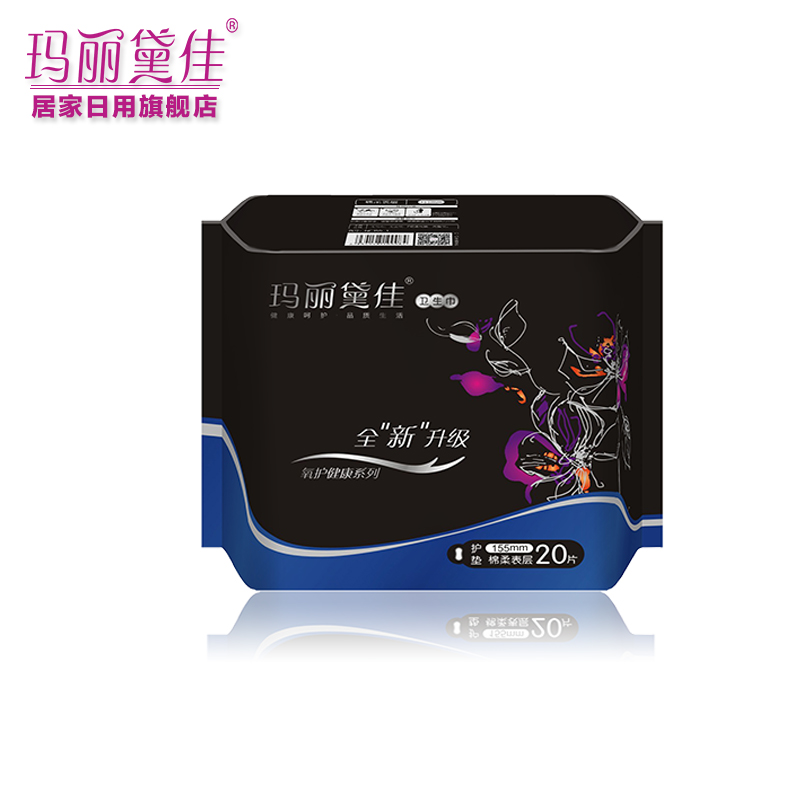 玛丽黛佳®
居家日用旗舰店
玛丽黛佳®
卫生巾
健康呵护·品质生活
全"新"升级
氧护健康系列
护垫
155mm
棉柔表层20片